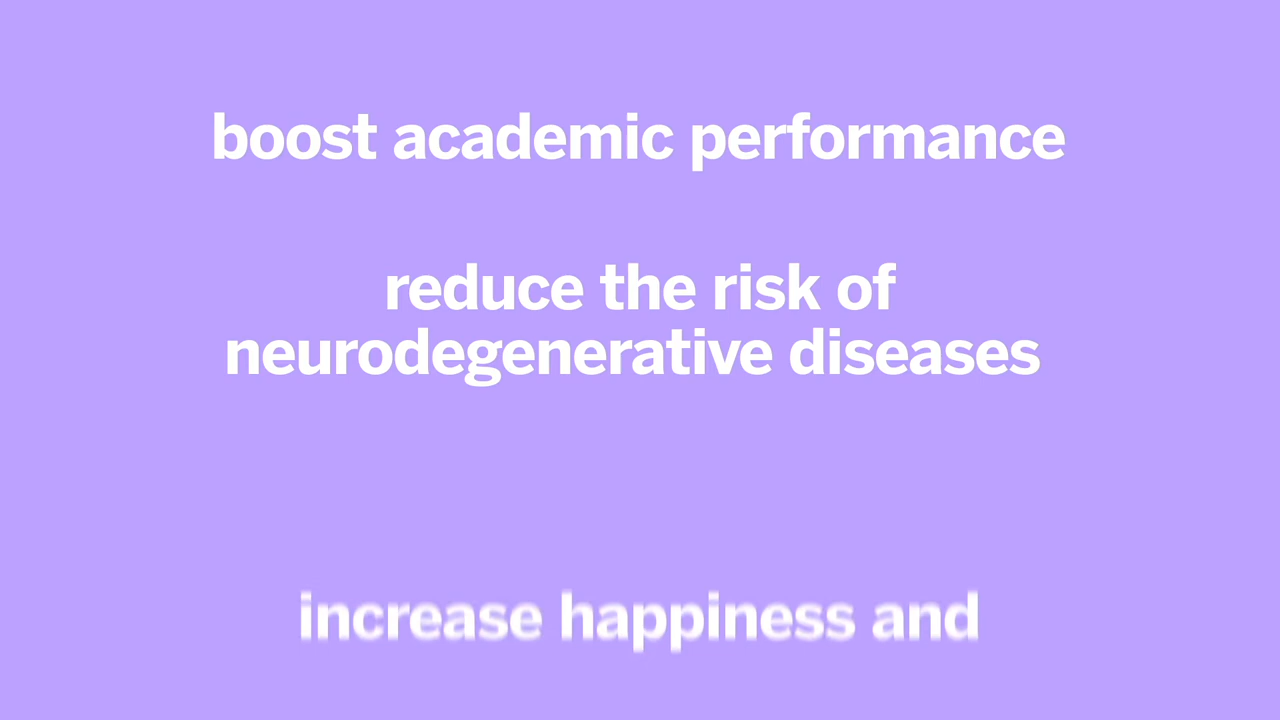 boost academic performance
reduce the risk of
neurodegenerative diseases
increase happiness and